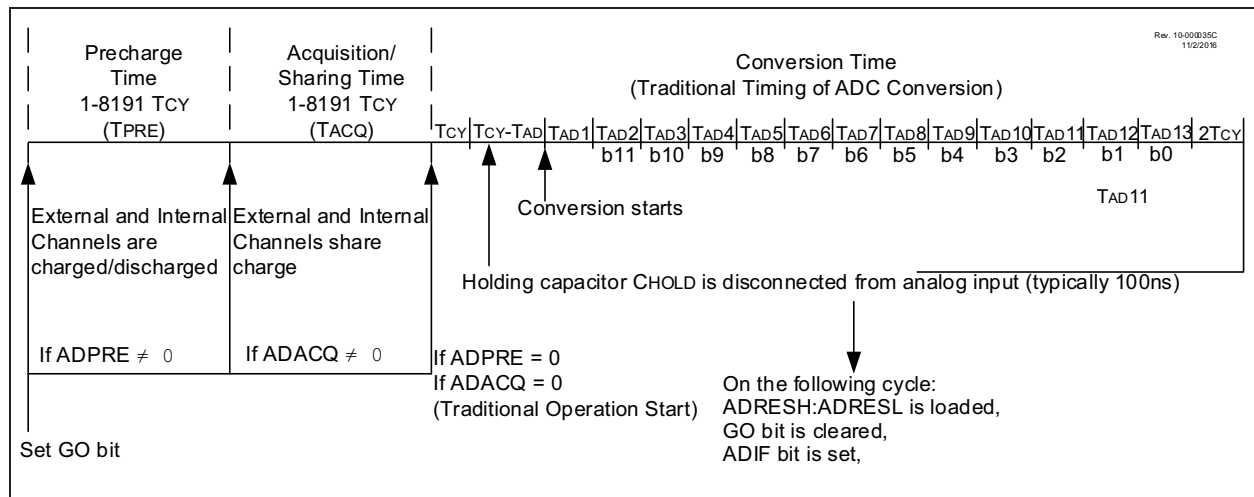 Rev. 10-000035C
11/2/2016
Precharge
Time
1-8191 TCY
(TPRE)
Acquisition/
Sharing Time
1-8191 TCY
(TACQ)
Conversion Time
(Traditional Timing of ADC Conversion)
TCY TCY-TAD TAD1 TAD2 TAD3 TAD4 TAD5 TAD6 TAD7 TAD8 TAD9 TAD10 TAD11 TAD12 TAD13 2TCY
b11 b10 b9 b8 b7 b6 b5 b4 b3 b2 b1 b0
TAD11
External and Internal
Channels are
charged/discharged
External and Internal
Channels share
charge
Conversion starts
Holding capacitor CHOLD is disconnected from analog input (typically 100ns)
If ADPRE ≠ 0
If ADACQ ≠ 0
If ADPRE = 0
If ADACQ = 0
(Traditional Operation Start)
On the following cycle:
ADRESH:ADRESL is loaded,
GO bit is cleared,
ADIF bit is set,
Set GO bit